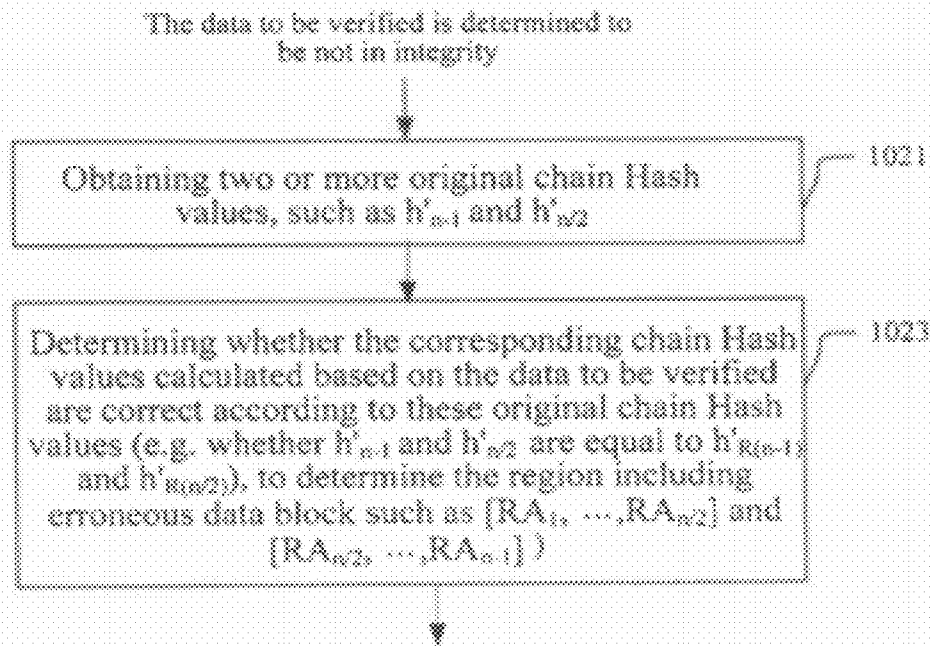 The data to be verified is determined to
be not in integrity
1021
Obtaining two or more original chain Hash
values, such as h'ₙ₋₁ and h'n/2
1023
Determining whether the corresponding chain Hash
values calculated based on the data to be verified
are correct according to these original chain Hash
values (e.g. whether h'ₙ₋₁ and h'n/2 are equal to h'R(n-1)
and h'R(n/2)), to determine the region including
erroneous data block such as [RA₁, ...,RAn/2] and
[RAn/2, ...,RAn-1] )